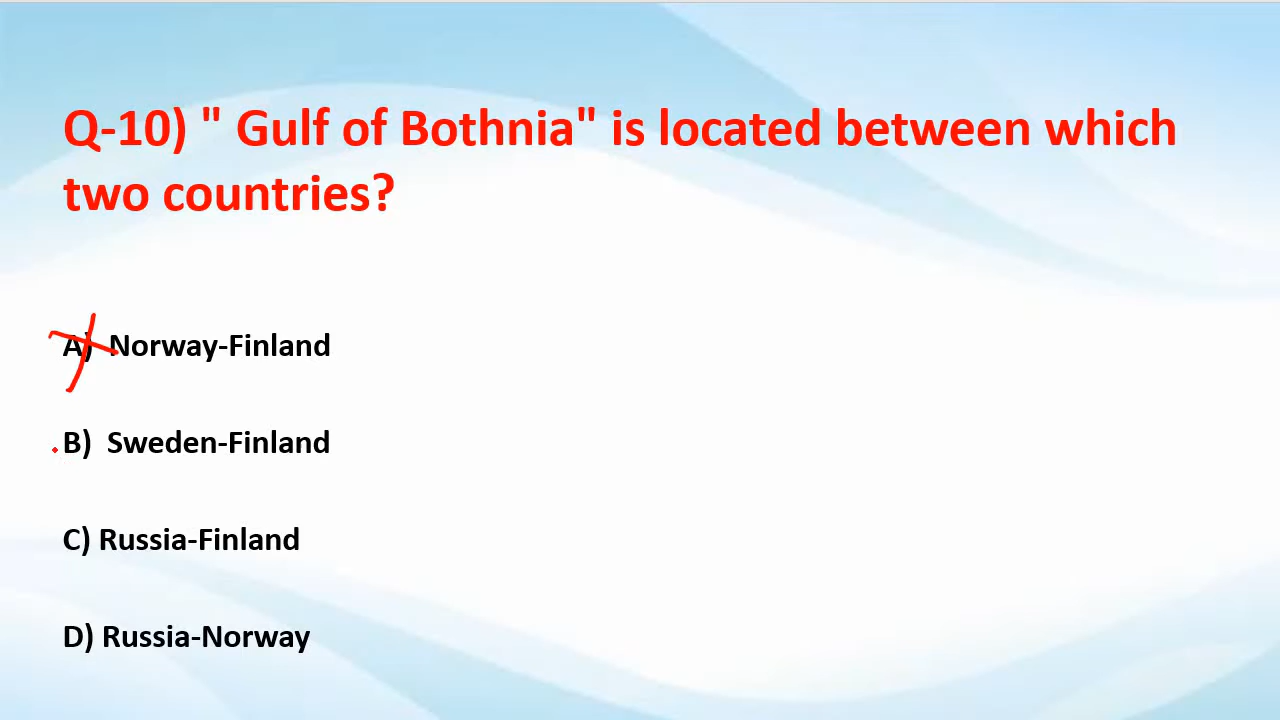 Q-10) " Gulf of Bothnia" is located between which
two countries?
A) Norway-Finland
B) Sweden-Finland
C) Russia-Finland
D) Russia-Norway